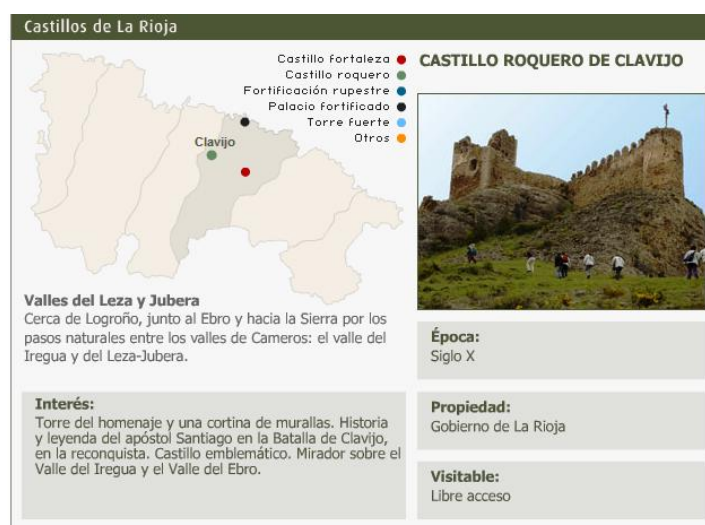 Castillos de La Rioja
Castillo fortaleza
Castillo roquero
Fortificación rupestre
Palacio fortificado
Torre fuerte
Otros
Clavijo
CASTILLO ROQUERO DE CLAVIJO
Valles del Leza y Jubera
Cerca de Logroño, junto al Ebro y hacia la Sierra por los
pasos naturales entre los valles de Cameros: el valle del
Iregua y del Leza-Jubera.
Época:
Siglo X
Interés:
Torre del homenaje y una cortina de murallas. Historia
y leyenda del apóstol Santiago en la Batalla de Clavijo,
en la reconquista. Castillo emblemático. Mirador sobre el
Valle del Iregua y el Valle del Ebro.
Propiedad:
Gobierno de La Rioja
Visitable:
Libre acceso